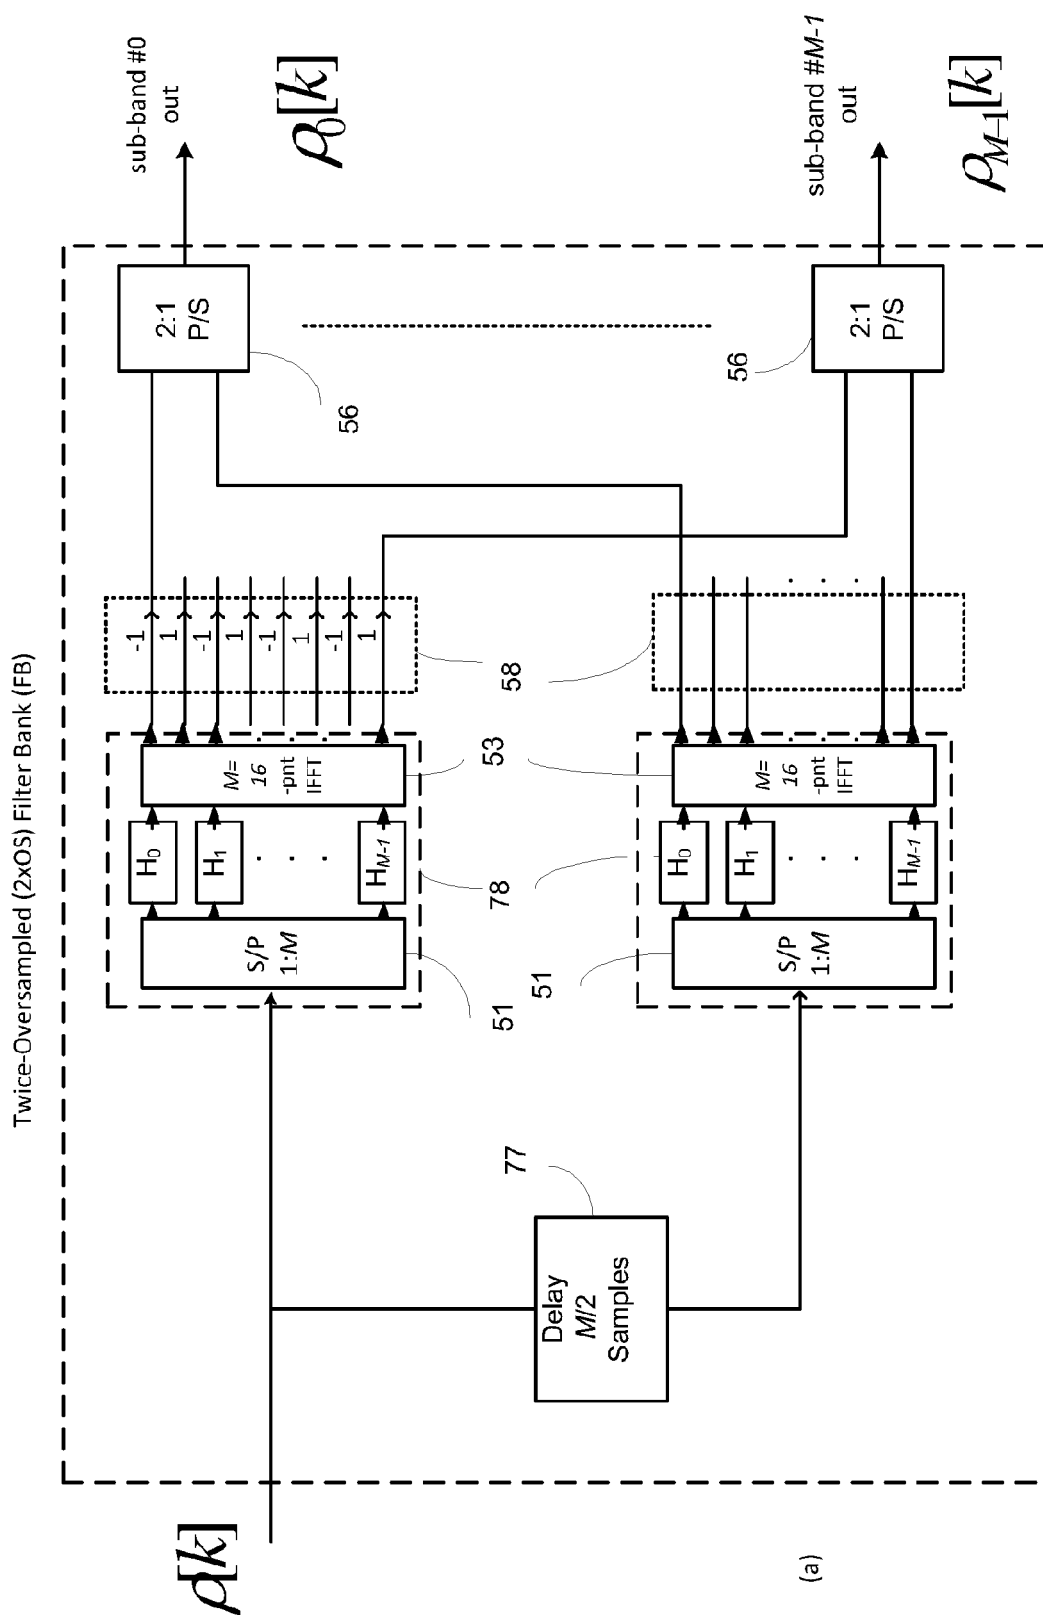 Twice-Oversampled (2xOS) Filter Bank (FB)
ρ[k]
(a)
Delay
M/2
Samples
77
S/P
1:M
51
H0
H1
. . .
HM-1
78
M=
16
-pnt
IFFT
53
. . .
-1
1
-1
1
-1
1
-1
1
58
2:1
P/S
56
sub-band #0
out
ρ0[k]
S/P
1:M
51
H0
H1
. . .
HM-1
M=
16
-pnt
IFFT
. . .
. . .
2:1
P/S
56
sub-band #M-1
out
ρM-1[k]